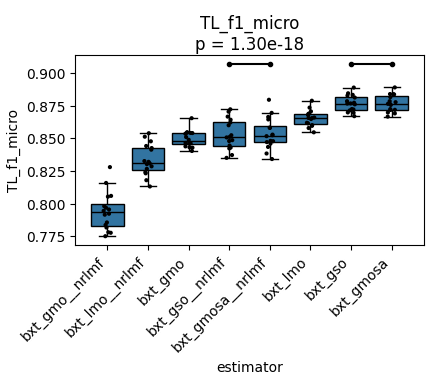 TL_f1_micro
p = 1.30e-18
TL_f1_micro
0.900
0.875
0.850
0.825
0.800
0.775
bxt_gmo__nrlmf
bxt_lmo__nrlmf
bxt_gmo
bxt_gso__nrlmf
bxt_gmosa__nrlmf
bxt_lmo
bxt_gso
bxt_gmosa
estimator